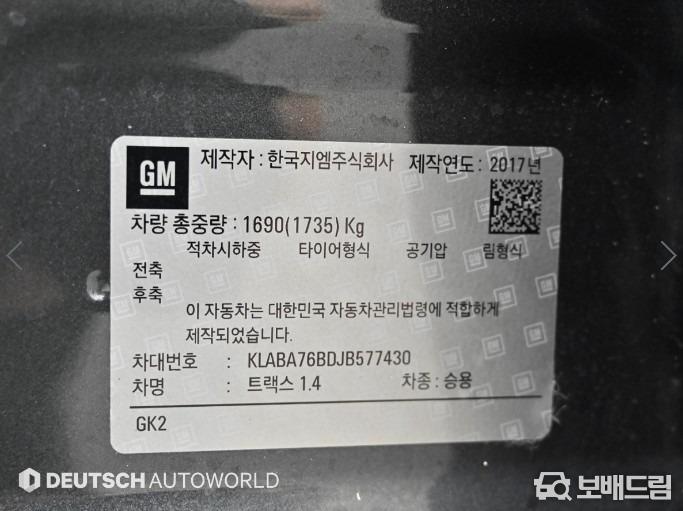 GM 제작자 : 한국지엠주식회사 제작연도 : 2017년
차량 총중량 : 1690(1735) Kg
적차시하중 타이어형식 공기압 림형식
전축
후축
이 자동차는 대한민국 자동차관리법령에 적합하게
제작되었습니다.
차대번호 : KLABA76BDJB577430
차명 : 트랙스 1.4 차종 : 승용
GK2
DEUTSCH AUTOWORLD
보배드림